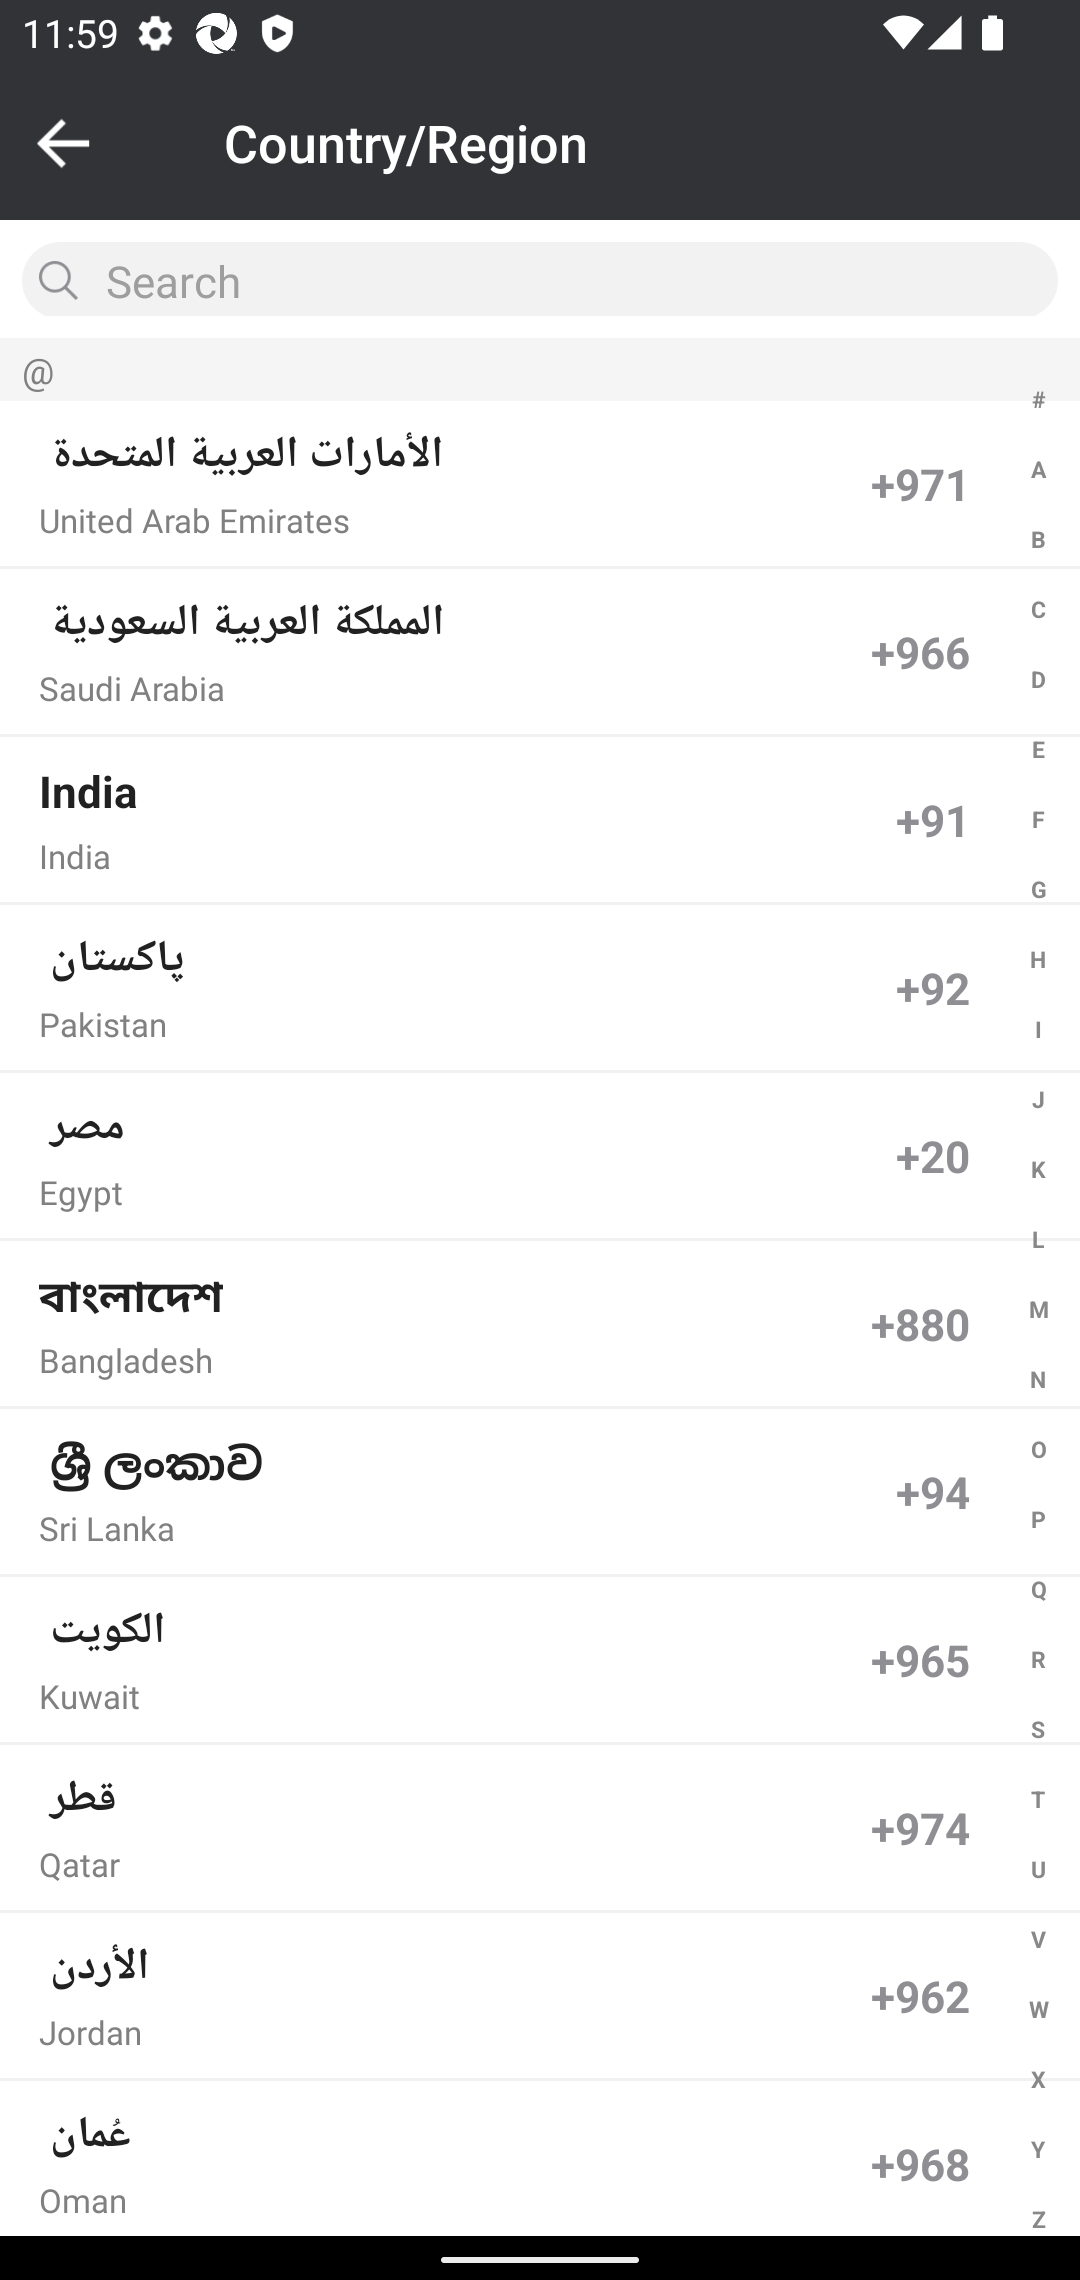 11:59
Country/Region
Search
@
الأمارات العربية المتحدة
+971
United Arab Emirates
المملكة العربية السعودية
+966
Saudi Arabia
India
+91
India
پاکستان
+92
Pakistan
مصر
+20
Egypt
বাংলাদেশ
+880
Bangladesh
ශ්‍රී ලංකාව
+94
Sri Lanka
الكويت
+965
Kuwait
قطر
+974
Qatar
الأردن
+962
Jordan
عُمان
+968
Oman
#
A
B
C
D
E
F
G
H
I
J
K
L
M
N
O
P
Q
R
S
T
U
V
W
X
Y
Z